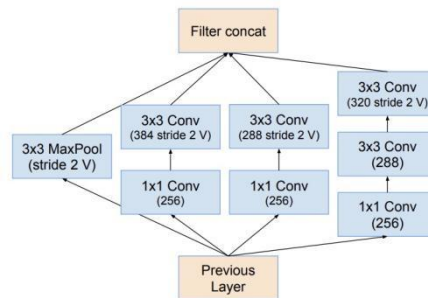 Filter concat
3x3 MaxPool
(stride 2 V)
3x3 Conv
(384 stride 2 V)
1x1 Conv
(256)
3x3 Conv
(288 stride 2 V)
1x1 Conv
(256)
3x3 Conv
(320 stride 2 V)
3x3 Conv
(288)
1x1 Conv
(256)
Previous
Layer